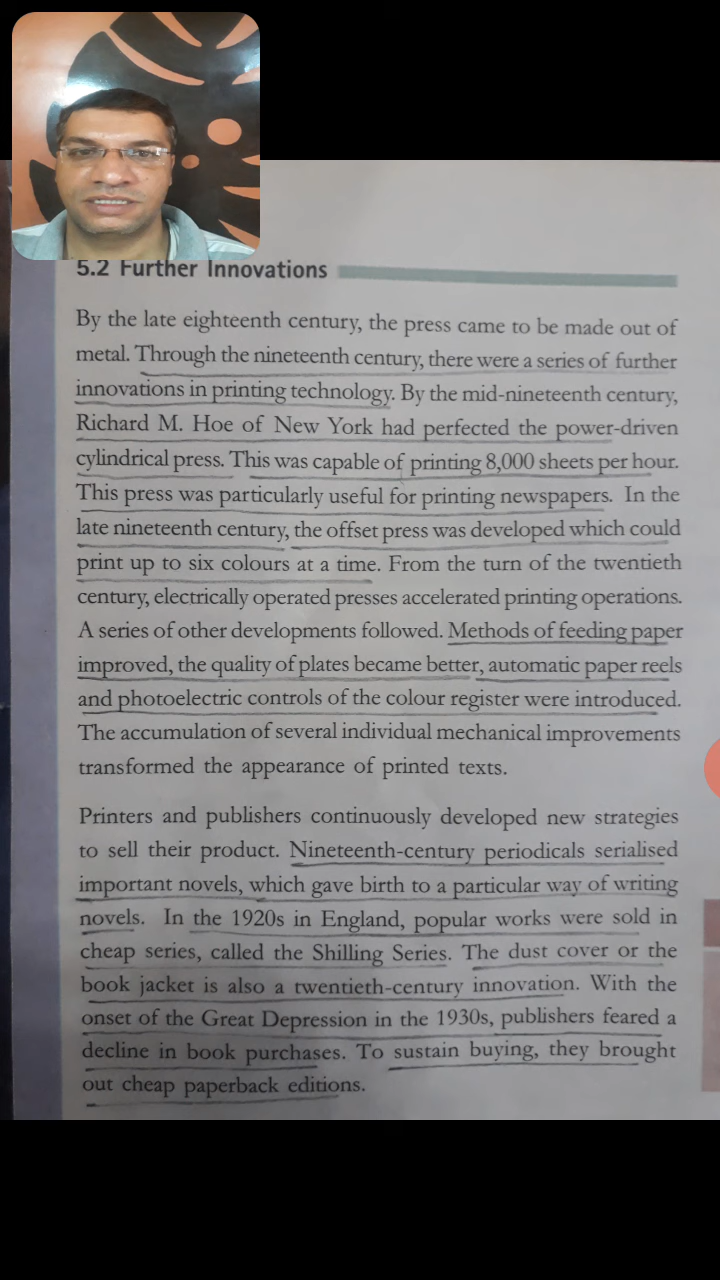 5.2 Further Innovations
By the late eighteenth century, the press came to be made out of
metal. Through the nineteenth century, there were a series of further
innovations in printing technology. By the mid-nineteenth century,
Richard M. Hoe of New York had perfected the power-driven
cylindrical press. This was capable of printing 8,000 sheets per hour.
This press was particularly useful for printing newspapers. In the
late nineteenth century, the offset press was developed which could
print up to six colours at a time. From the turn of the twentieth
century, electrically operated presses accelerated printing operations.
A series of other developments followed. Methods of feeding paper
improved, the quality of plates became better, automatic paper reels
and photoelectric controls of the colour register were introduced.
The accumulation of several individual mechanical improvements
transformed the appearance of printed texts.
Printers and publishers continuously developed new strategies
to sell their product. Nineteenth-century periodicals serialised
important novels, which gave birth to a particular way of writing
novels. In the 1920s in England, popular works were sold in
cheap series, called the Shilling Series. The dust cover or the
book jacket is also a twentieth-century innovation. With the
onset of the Great Depression in the 1930s, publishers feared a
decline in book purchases. To sustain buying, they brought
out cheap paperback editions.